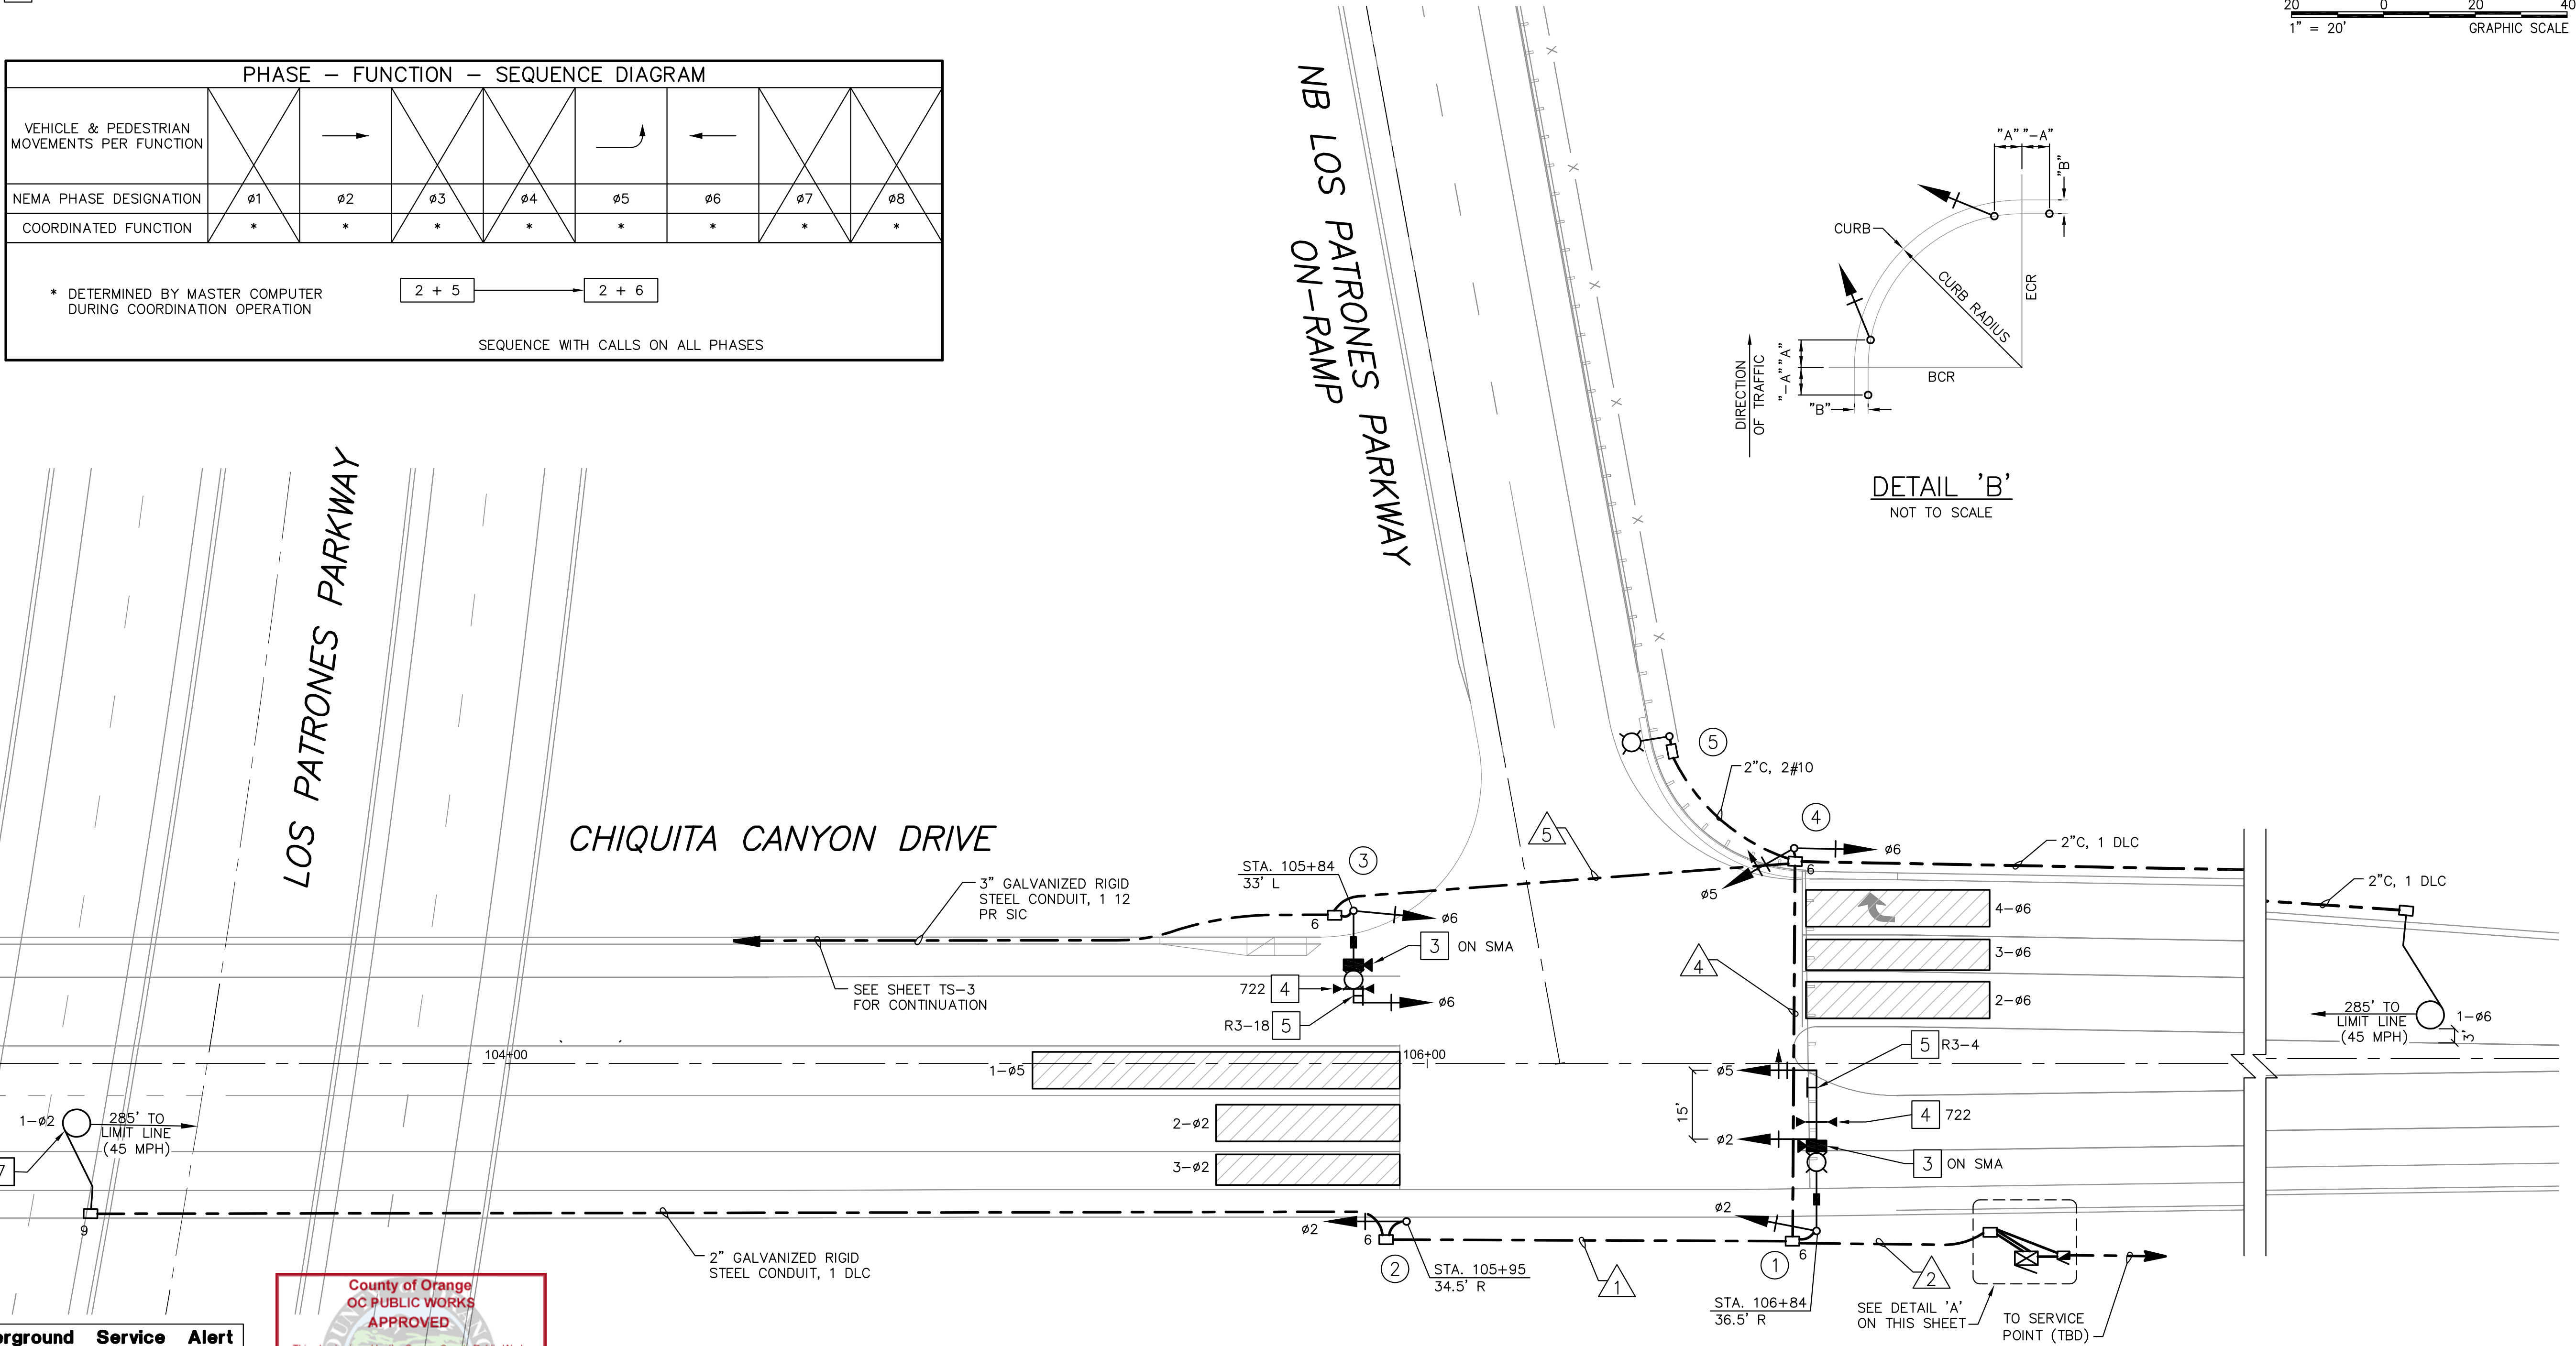 20 0 20 40
1" = 20' GRAPHIC SCALE
PHASE – FUNCTION – SEQUENCE DIAGRAM
VEHICLE & PEDESTRIAN
MOVEMENTS PER FUNCTION
NEMA PHASE DESIGNATION ø1 ø2 ø3 ø4 ø5 ø6 ø7 ø8
COORDINATED FUNCTION * * * * * * * *
* DETERMINED BY MASTER COMPUTER
DURING COORDINATION OPERATION
2 + 5
2 + 6
SEQUENCE WITH CALLS ON ALL PHASES
NB LOS PATRONES PARKWAY
ON-RAMP
"A" "-A"
"B"
CURB
CURB RADIUS
ECR
BCR
"A"
"-A"
"B"
DIRECTION
OF TRAFFIC
DETAIL 'B'
NOT TO SCALE
LOS PATRONES PARKWAY
CHIQUITA CANYON DRIVE
5
2"C, 2#10
4
ø6
2"C, 1 DLC
2"C, 1 DLC
5
3
STA. 105+84
33' L
3" GALVANIZED RIGID
STEEL CONDUIT, 1 12
PR SIC
6
ø5
6
ø6
4-ø6
3 ON SMA
3-ø6
4
SEE SHEET TS-3
FOR CONTINUATION
722 4
ø6
2-ø6
R3-18 5
285' TO
LIMIT LINE
(45 MPH)
1-ø6
3'
104+00
106+00
5 R3-4
1-ø5
ø5
15'
1-ø2
285' TO
LIMIT LINE
(45 MPH)
2-ø2
4 722
ø2
7
3-ø2
3 ON SMA
9
ø2
6
ø2
6
2" GALVANIZED RIGID
STEEL CONDUIT, 1 DLC
2
STA. 105+95
34.5' R
1
1
2
STA. 106+84
36.5' R
SEE DETAIL 'A'
ON THIS SHEET
TO SERVICE
POINT (TBD)
County of Orange
OC PUBLIC WORKS
APPROVED
erground Service Alert